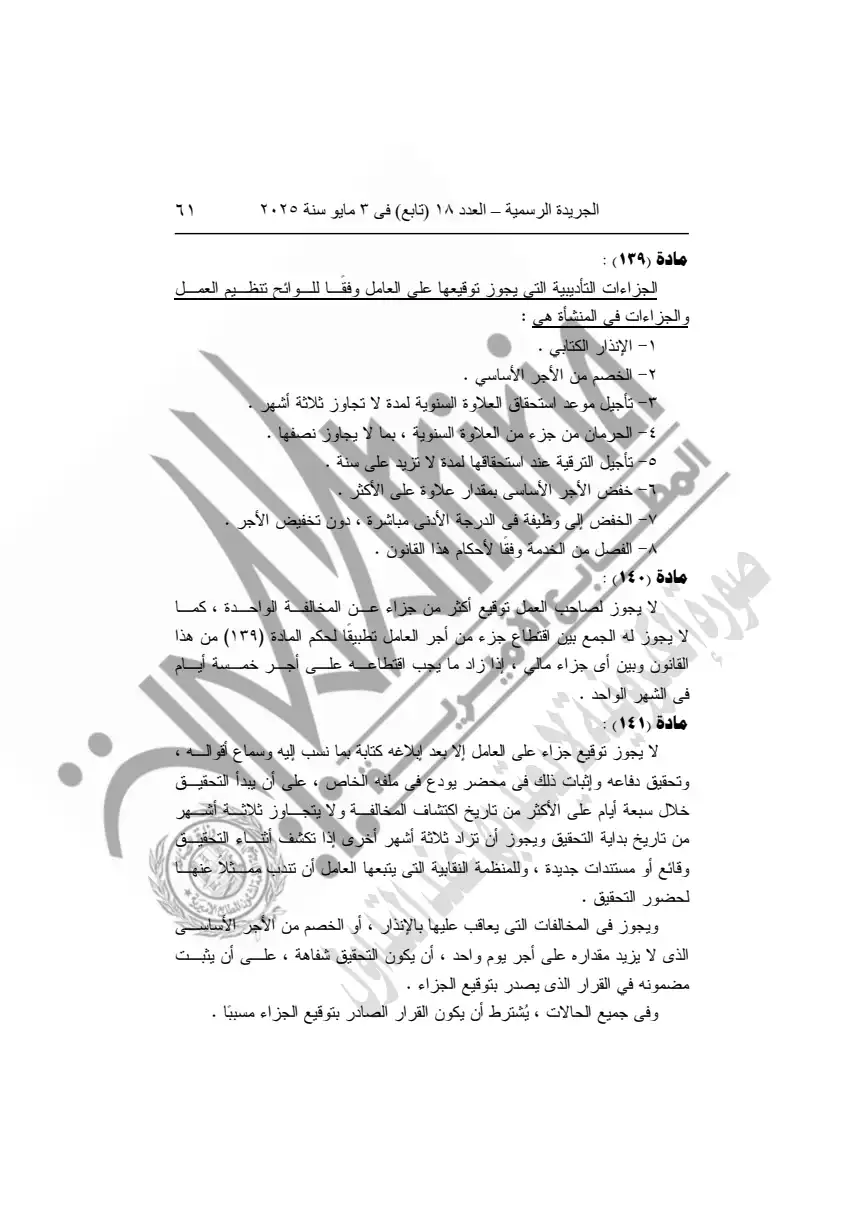 الجريدة الرسمية – العدد ١٨ (تابع) فى ٣ مايو سنة ٢٠٢٥ ٦١
مادة (١٣٩) :
الجزاءات التأديبية التى يجوز توقيعها على العامل وفقًا للوائح تنظيم العمل
والجزاءات فى المنشأة هى :
١- الإنذار الكتابي .
٢- الخصم من الأجر الأساسي .
٣- تأجيل موعد استحقاق العلاوة السنوية لمدة لا تجاوز ثلاثة أشهر .
٤- الحرمان من جزء من العلاوة السنوية ، بما لا يجاوز نصفها .
٥- تأجيل الترقية عند استحقاقها لمدة لا تزيد على سنة .
٦- خفض الأجر الأساسى بمقدار علاوة على الأكثر .
٧- الخفض إلى وظيفة فى الدرجة الأدنى مباشرة ، دون تخفيض الأجر .
٨- الفصل من الخدمة وفقًا لأحكام هذا القانون .
مادة (١٤٠) :
لا يجوز لصاحب العمل توقيع أكثر من جزاء عن المخالفة الواحدة ، كما
لا يجوز له الجمع بين اقتطاع جزء من أجر العامل تطبيقًا لحكم المادة (١٣٩) من هذا
القانون وبين أى جزاء مالي ، إذا زاد ما يجب اقتطاعه على أجر خمسة أيام
فى الشهر الواحد .
مادة (١٤١) :
لا يجوز توقيع جزاء على العامل إلا بعد إبلاغه كتابة بما نسب إليه وسماع أقواله ،
وتحقيق دفاعه وإثبات ذلك فى محضر يودع فى ملفه الخاص ، على أن يبدأ التحقيق
خلال سبعة أيام على الأكثر من تاريخ اكتشاف المخالفة ولا يتجاوز ثلاثة أشهر
من تاريخ بداية التحقيق ويجوز أن تزاد ثلاثة أشهر أخرى إذا تكشف أثناء التحقيق
وقائع أو مستندات جديدة ، وللمنظمة النقابية التى يتبعها العامل أن تندب ممثلاً عنها
لحضور التحقيق .
ويجوز فى المخالفات التى يعاقب عليها بالإنذار ، أو الخصم من الأجر الأساسى
الذى لا يزيد مقداره على أجر يوم واحد ، أن يكون التحقيق شفاهة ، على أن يثبت
مضمونه في القرار الذى يصدر بتوقيع الجزاء .
وفى جميع الحالات ، يُشترط أن يكون القرار الصادر بتوقيع الجزاء مسببًا .
المطابع الأميرية
صورة إلكترونية لا يعتد بها عند التداول